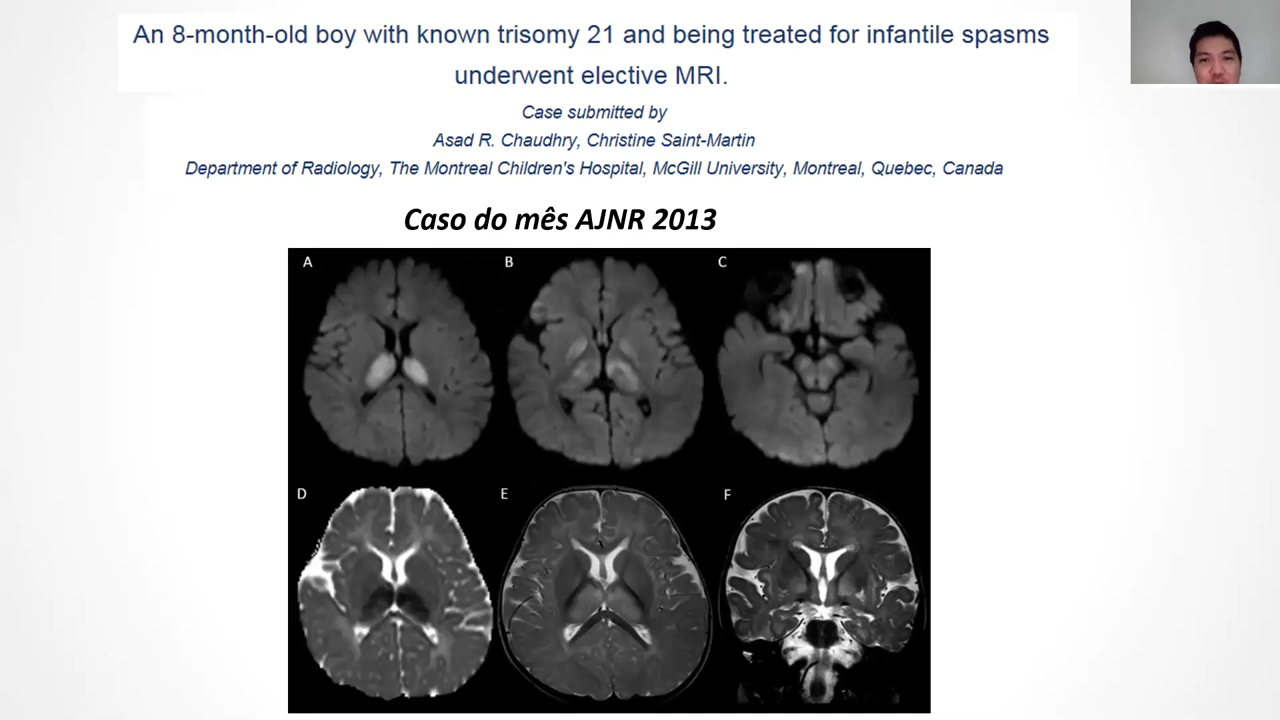 An 8-month-old boy with known trisomy 21 and being treated for infantile spasms
underwent elective MRI.
Case submitted by
Asad R. Chaudhry, Christine Saint-Martin
Department of Radiology, The Montreal Children's Hospital, McGill University, Montreal, Quebec, Canada
Caso do mês AJNR 2013
A B C
D E F